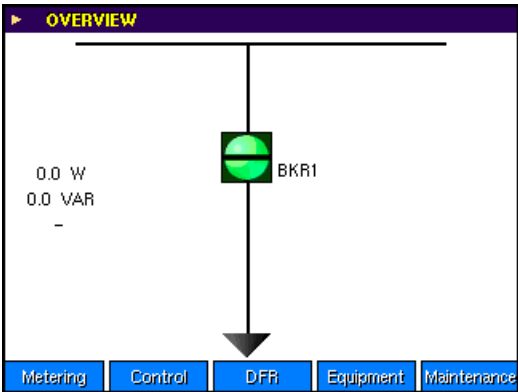 OVERVIEW
BKR1
0.0 W
0.0 VAR
–
Metering Control DFR Equipment Maintenance